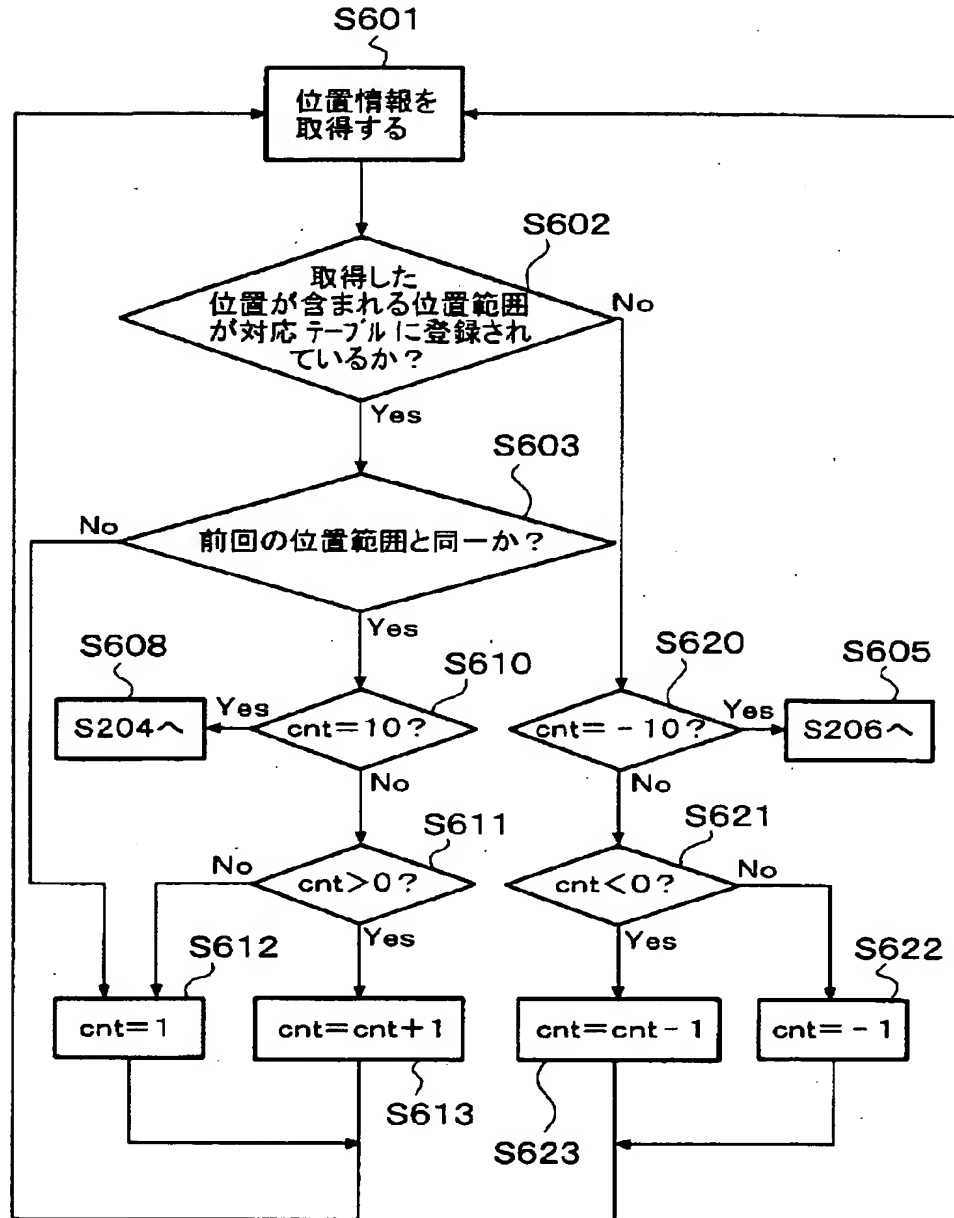 S601
位置情報を
取得する
S602
取得した
位置が含まれる位置範囲
が対応テーブルに登録され
ているか？
No
Yes
S603
No
前回の位置範囲と同一か？
Yes
S608
S610
S620
S605
S204へ
Yes
cnt＝10？
cnt＝－10？
Yes
S206へ
No
No
S611
S621
No
cnt＞0？
cnt＜0？
No
Yes
Yes
S612
S622
cnt＝1
cnt＝cnt＋1
cnt＝cnt－1
cnt＝－1
S613
S623